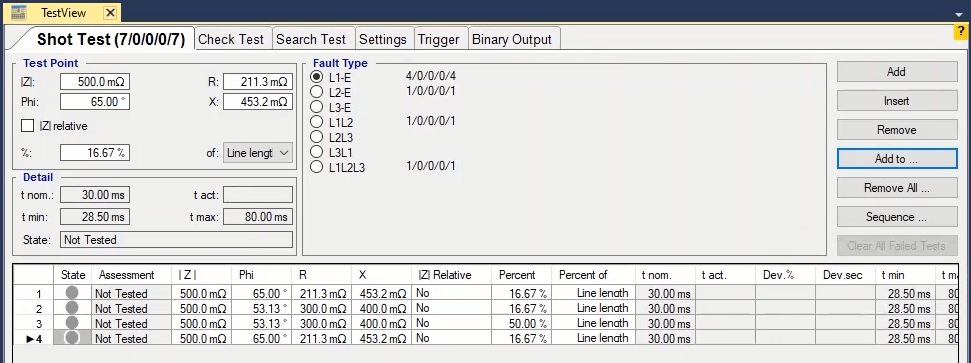 TestView
?
Shot Test (7/0/0/0/7) Check Test Search Test Settings Trigger Binary Output
Test Point
|Z|: 500.0 mΩ R: 211.3 mΩ
Phi: 65.00 ° X: 453.2 mΩ
|Z| relative
%: 16.67 % of: Line lengt
Detail
t nom.: 30.00 ms t act:
t min: 28.50 ms t max: 80.00 ms
State: Not Tested
Fault Type
L1-E 4/0/0/0/4
L2-E 1/0/0/0/1
L3-E
L1L2 1/0/0/0/1
L2L3
L3L1
L1L2L3 1/0/0/0/1
Add
Insert
Remove
Add to ...
Remove All ...
Sequence ...
Clear All Failed Tests
State Assessment | Z | Phi R X |Z| Relative Percent Percent of t nom. t act. Dev.% Dev.sec t min t ma
1 Not Tested 500.0 mΩ 65.00 ° 211.3 mΩ 453.2 mΩ No 16.67 % Line length 30.00 ms 28.50 ms 80
2 Not Tested 500.0 mΩ 53.13 ° 300.0 mΩ 400.0 mΩ No 16.67 % Line length 30.00 ms 28.50 ms 80
3 Not Tested 500.0 mΩ 53.13 ° 300.0 mΩ 400.0 mΩ No 50.00 % Line length 30.00 ms 28.50 ms 80
4 Not Tested 500.0 mΩ 65.00 ° 211.3 mΩ 453.2 mΩ No 16.67 % Line length 30.00 ms 28.50 ms 80